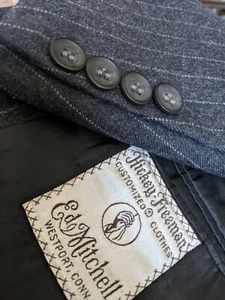 Hickey-Freeman
CUSTOMIZED® CLOTHES
Ed. Mitchell
WESTPORT, CONN.